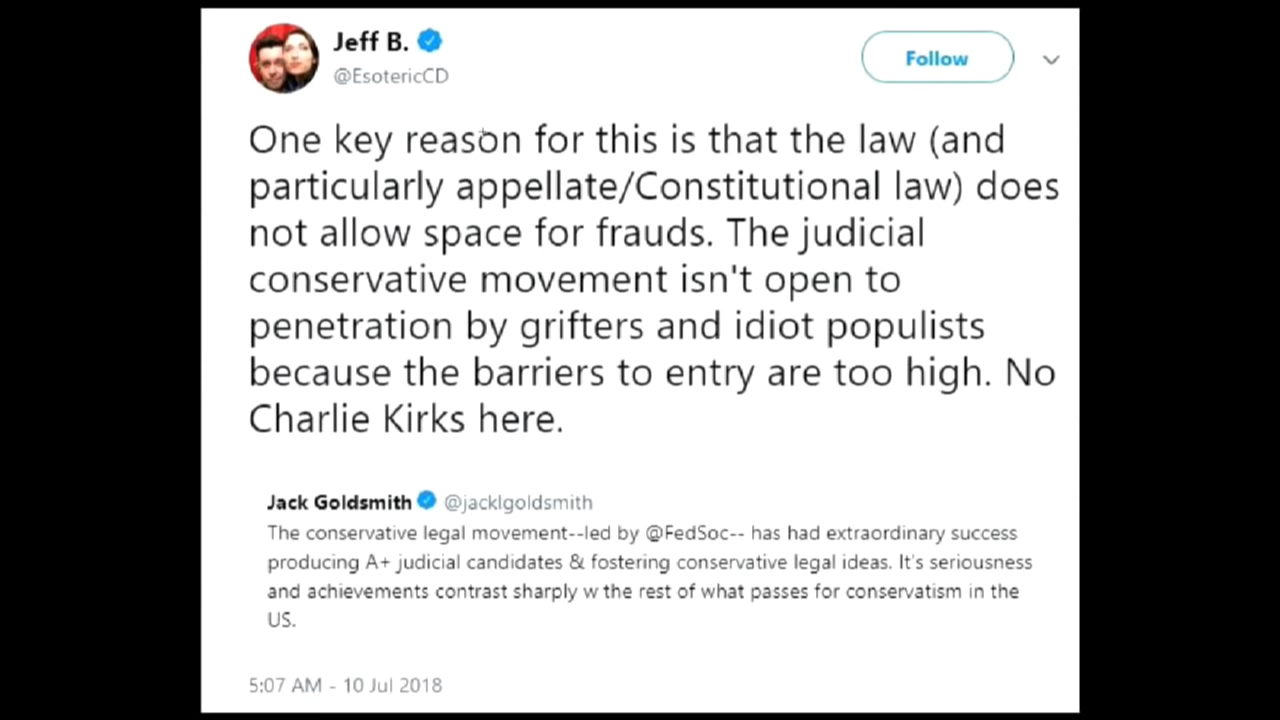 Jeff B.
@EsotericCD
Follow
One key reason for this is that the law (and
particularly appellate/Constitutional law) does
not allow space for frauds. The judicial
conservative movement isn't open to
penetration by grifters and idiot populists
because the barriers to entry are too high. No
Charlie Kirks here.
Jack Goldsmith @jacklgoldsmith
The conservative legal movement--led by @FedSoc-- has had extraordinary success
producing A+ judicial candidates & fostering conservative legal ideas. It's seriousness
and achievements contrast sharply w the rest of what passes for conservatism in the
US.
5:07 AM - 10 Jul 2018